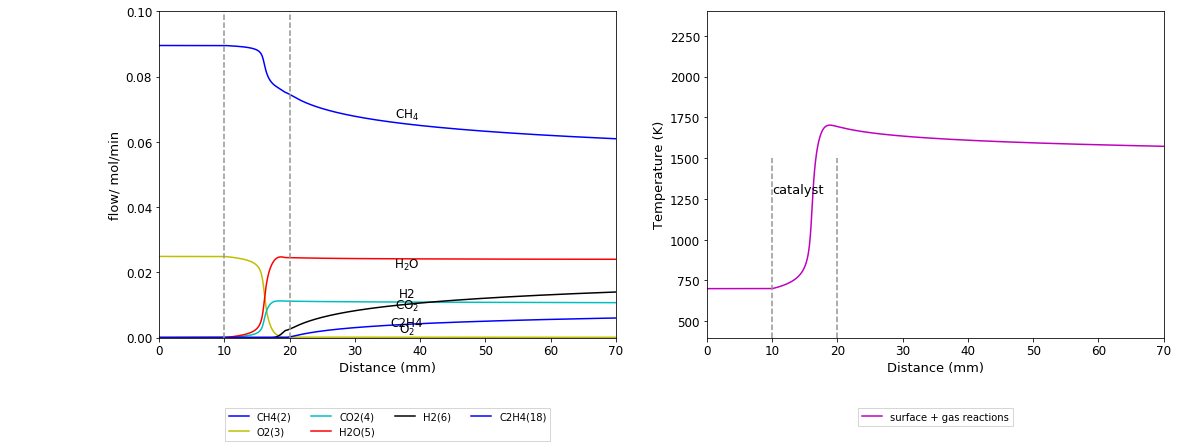 0.10
0.08
0.06
0.04
0.02
0.00
flow/ mol/min
CH₄
H₂O
H2
CO₂
C2H4
O₂
0 10 20 30 40 50 60 70
Distance (mm)
CH4(2) CO2(4) H2(6) C2H4(18)
O2(3) H2O(5)
2250
2000
1750
1500
1250
1000
750
500
Temperature (K)
catalyst
0 10 20 30 40 50 60 70
Distance (mm)
surface + gas reactions